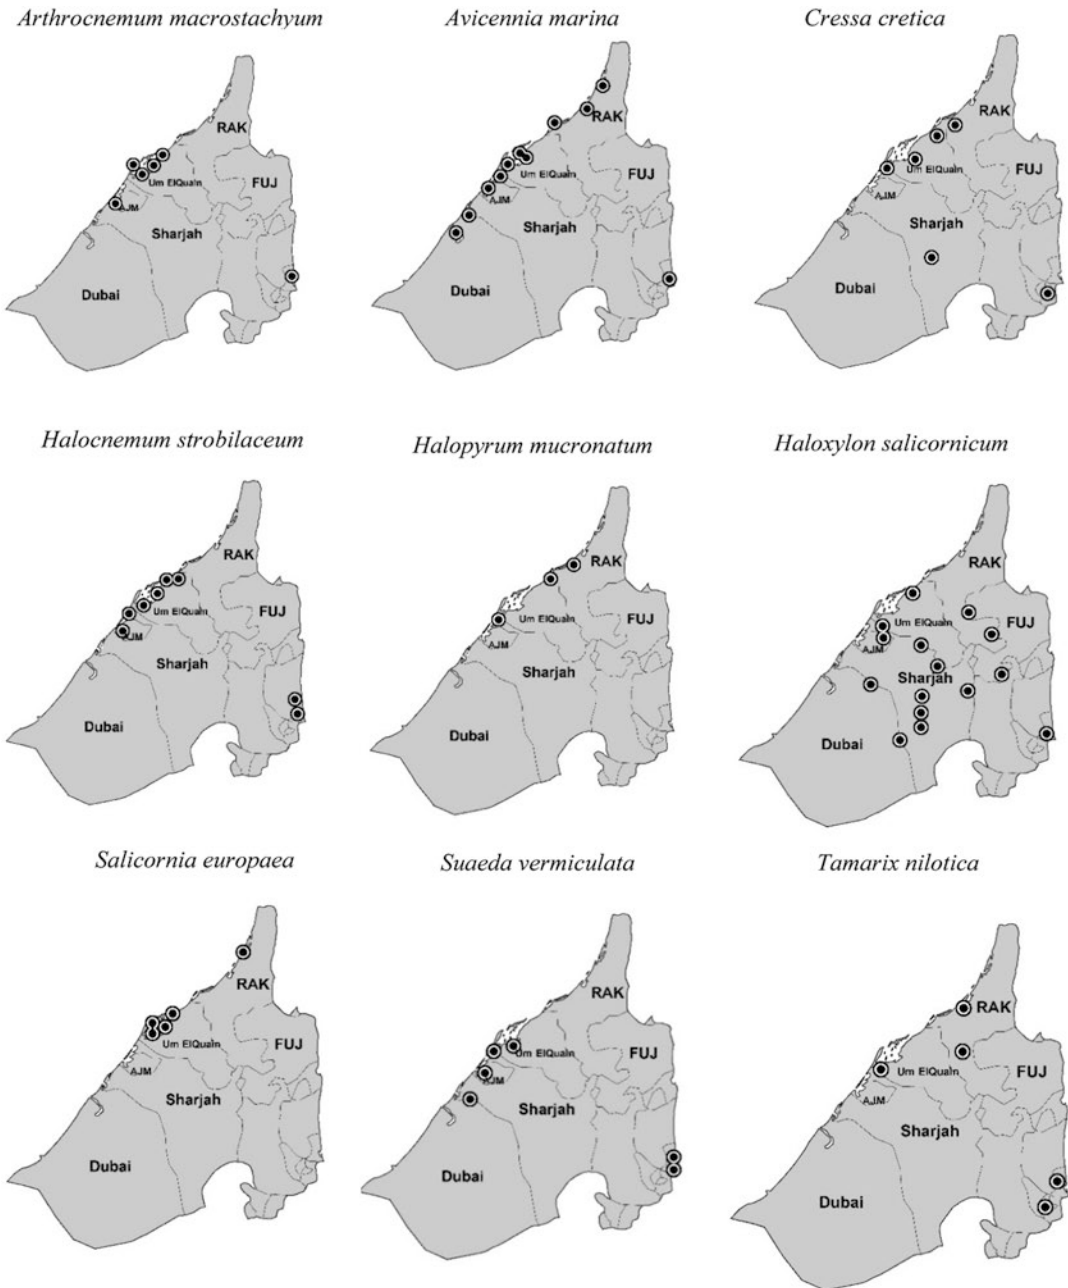 Arthrocnemum macrostachyum
Avicennia marina
Cressa cretica
RAK
Um ElQuain
FUJ
AJM
Sharjah
Dubai
RAK
Um ElQuain
FUJ
AJM
Sharjah
Dubai
RAK
Um ElQuain
FUJ
AJM
Sharjah
Dubai
Halocnemum strobilaceum
Halopyrum mucronatum
Haloxylon salicornicum
RAK
Um ElQuain
FUJ
AJM
Sharjah
Dubai
RAK
Um ElQuain
FUJ
AJM
Sharjah
Dubai
RAK
Um ElQuain
FUJ
AJM
Sharjah
Dubai
Salicornia europaea
Suaeda vermiculata
Tamarix nilotica
RAK
Um ElQuain
FUJ
AJM
Sharjah
Dubai
RAK
Um ElQuain
FUJ
AJM
Sharjah
Dubai
RAK
Um ElQuain
FUJ
AJM
Sharjah
Dubai